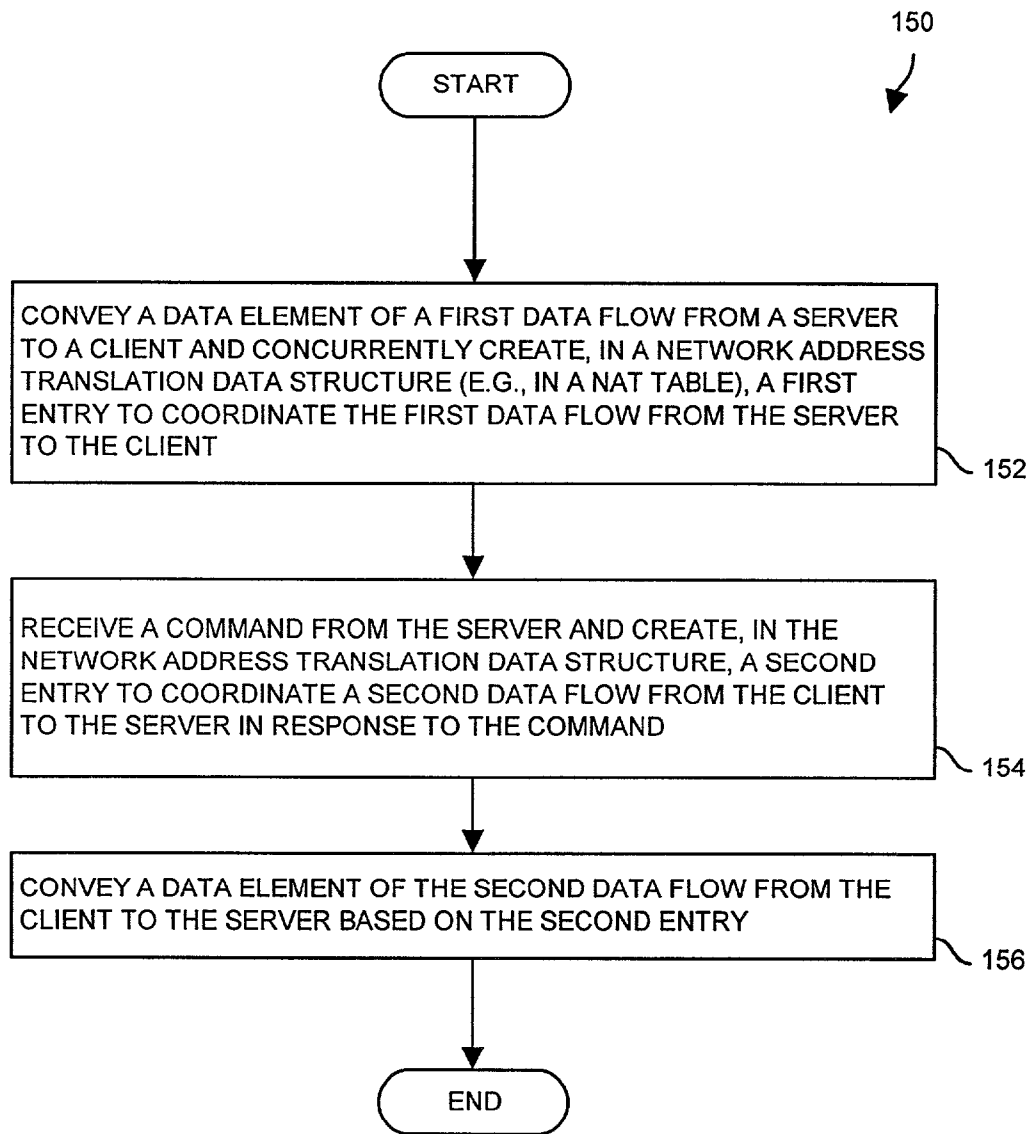 150
START
CONVEY A DATA ELEMENT OF A FIRST DATA FLOW FROM A SERVER
TO A CLIENT AND CONCURRENTLY CREATE, IN A NETWORK ADDRESS
TRANSLATION DATA STRUCTURE (E.G., IN A NAT TABLE), A FIRST
ENTRY TO COORDINATE THE FIRST DATA FLOW FROM THE SERVER
TO THE CLIENT
152
RECEIVE A COMMAND FROM THE SERVER AND CREATE, IN THE
NETWORK ADDRESS TRANSLATION DATA STRUCTURE, A SECOND
ENTRY TO COORDINATE A SECOND DATA FLOW FROM THE CLIENT
TO THE SERVER IN RESPONSE TO THE COMMAND
154
CONVEY A DATA ELEMENT OF THE SECOND DATA FLOW FROM THE
CLIENT TO THE SERVER BASED ON THE SECOND ENTRY
156
END